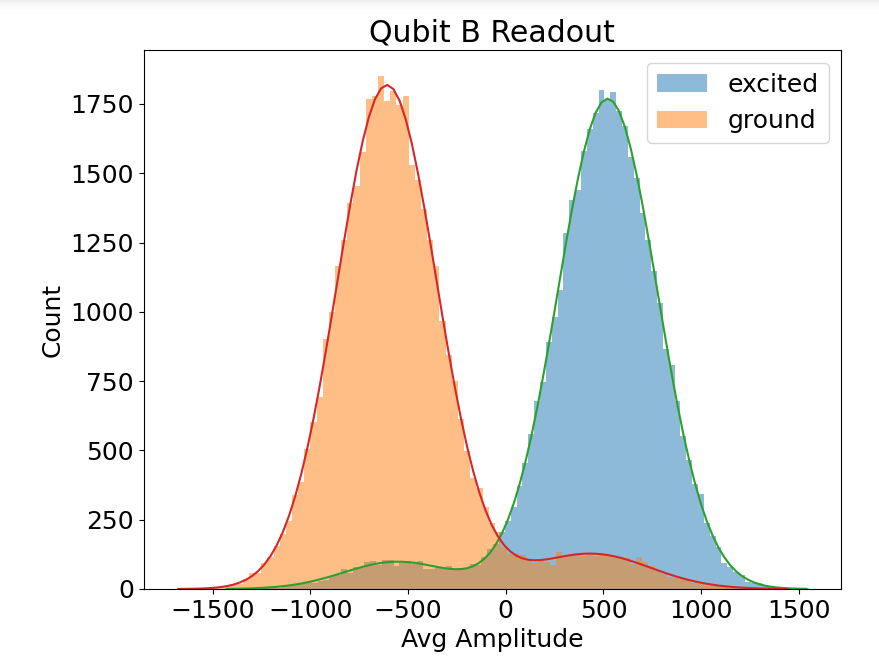 Qubit B Readout
excited
ground
1750
1500
1250
1000
750
500
250
0
Count
−1500 −1000 −500 0 500 1000 1500
Avg Amplitude